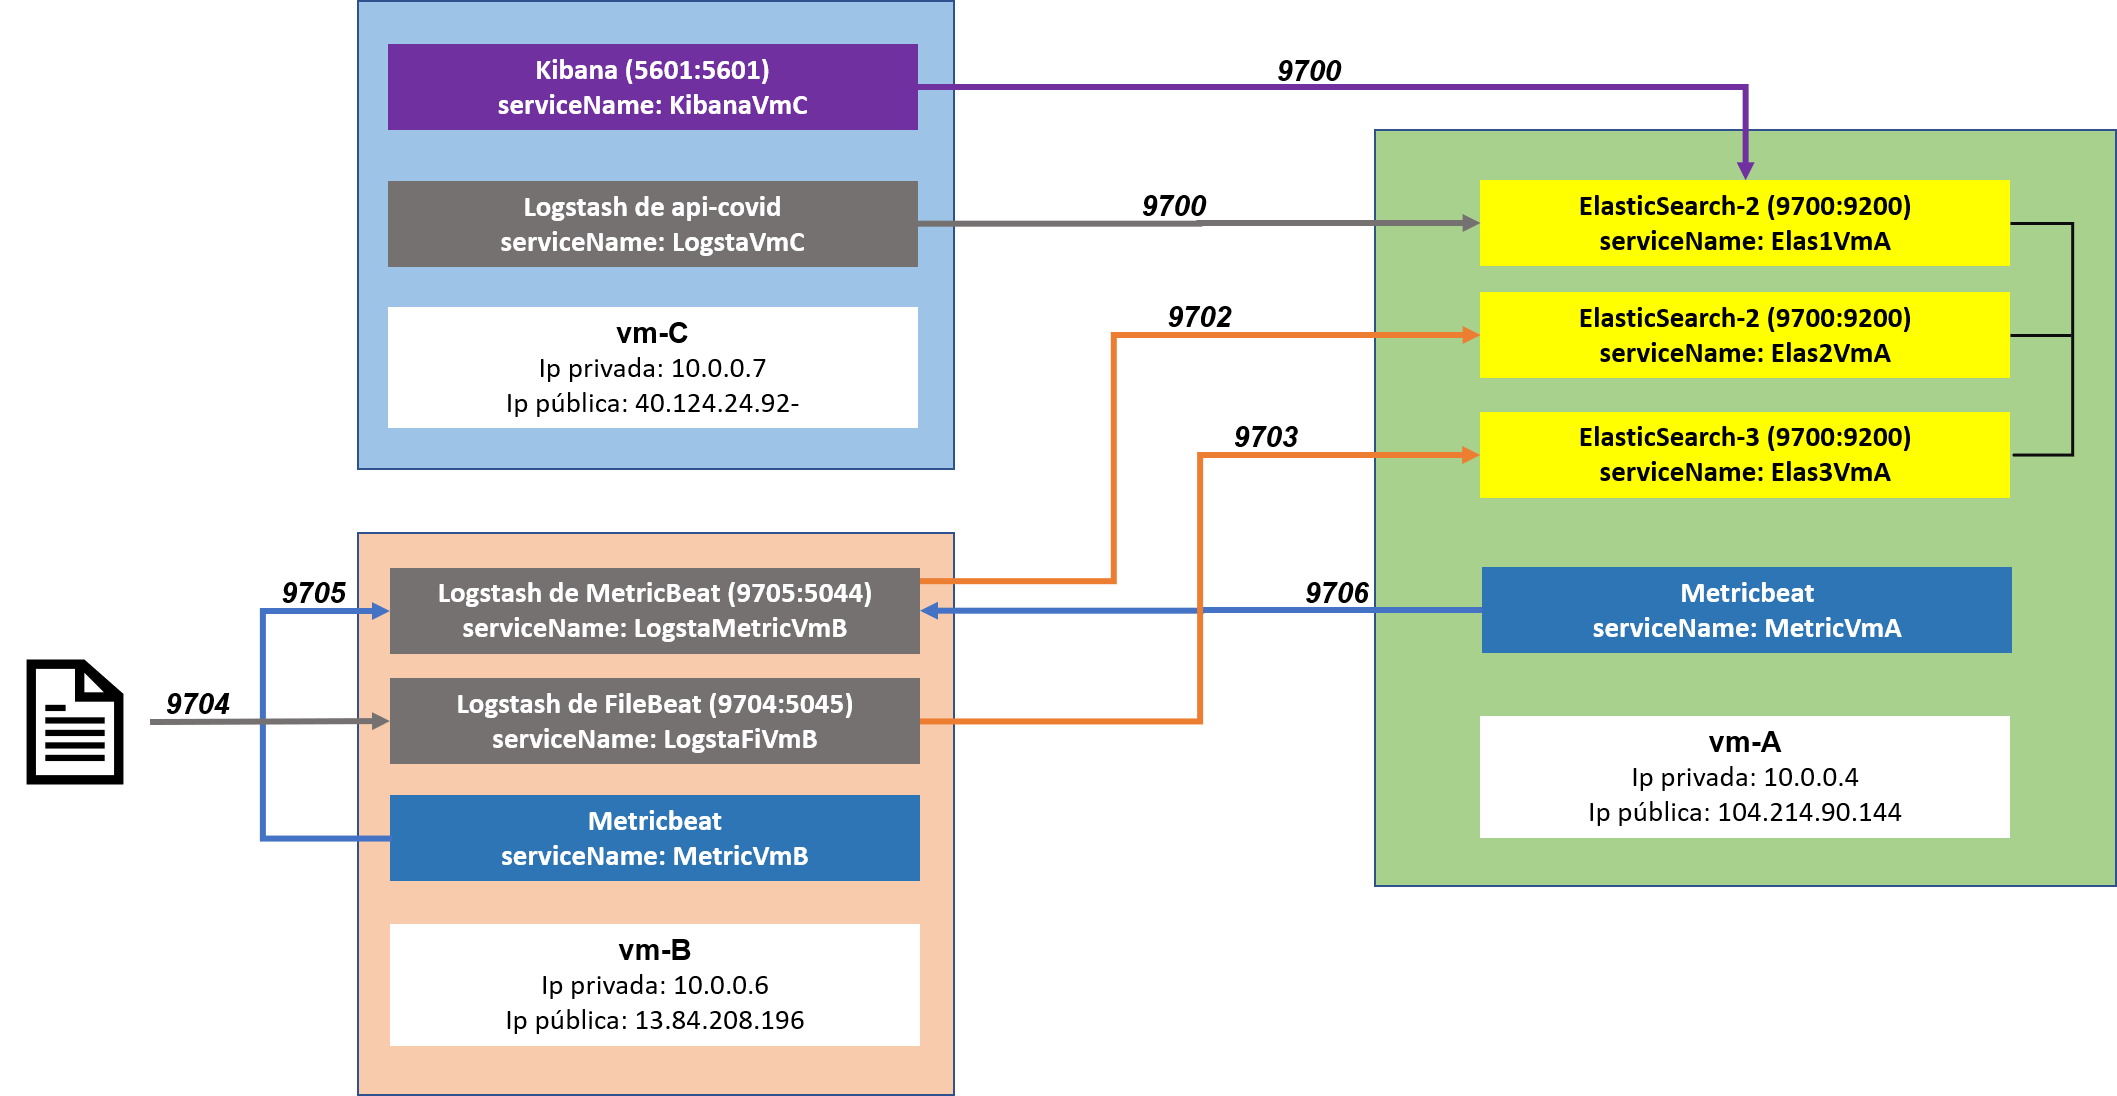 Kibana (5601:5601)
serviceName: KibanaVmC
9700
Logstash de api-covid
serviceName: LogstaVmC
9700
vm-C
Ip privada: 10.0.0.7
Ip pública: 40.124.24.92-
ElasticSearch-2 (9700:9200)
serviceName: Elas1VmA
9702
ElasticSearch-2 (9700:9200)
serviceName: Elas2VmA
9703
ElasticSearch-3 (9700:9200)
serviceName: Elas3VmA
9705
Logstash de MetricBeat (9705:5044)
serviceName: LogstaMetricVmB
9706
Metricbeat
serviceName: MetricVmA
9704
Logstash de FileBeat (9704:5045)
serviceName: LogstaFiVmB
Metricbeat
serviceName: MetricVmB
vm-A
Ip privada: 10.0.0.4
Ip pública: 104.214.90.144
vm-B
Ip privada: 10.0.0.6
Ip pública: 13.84.208.196